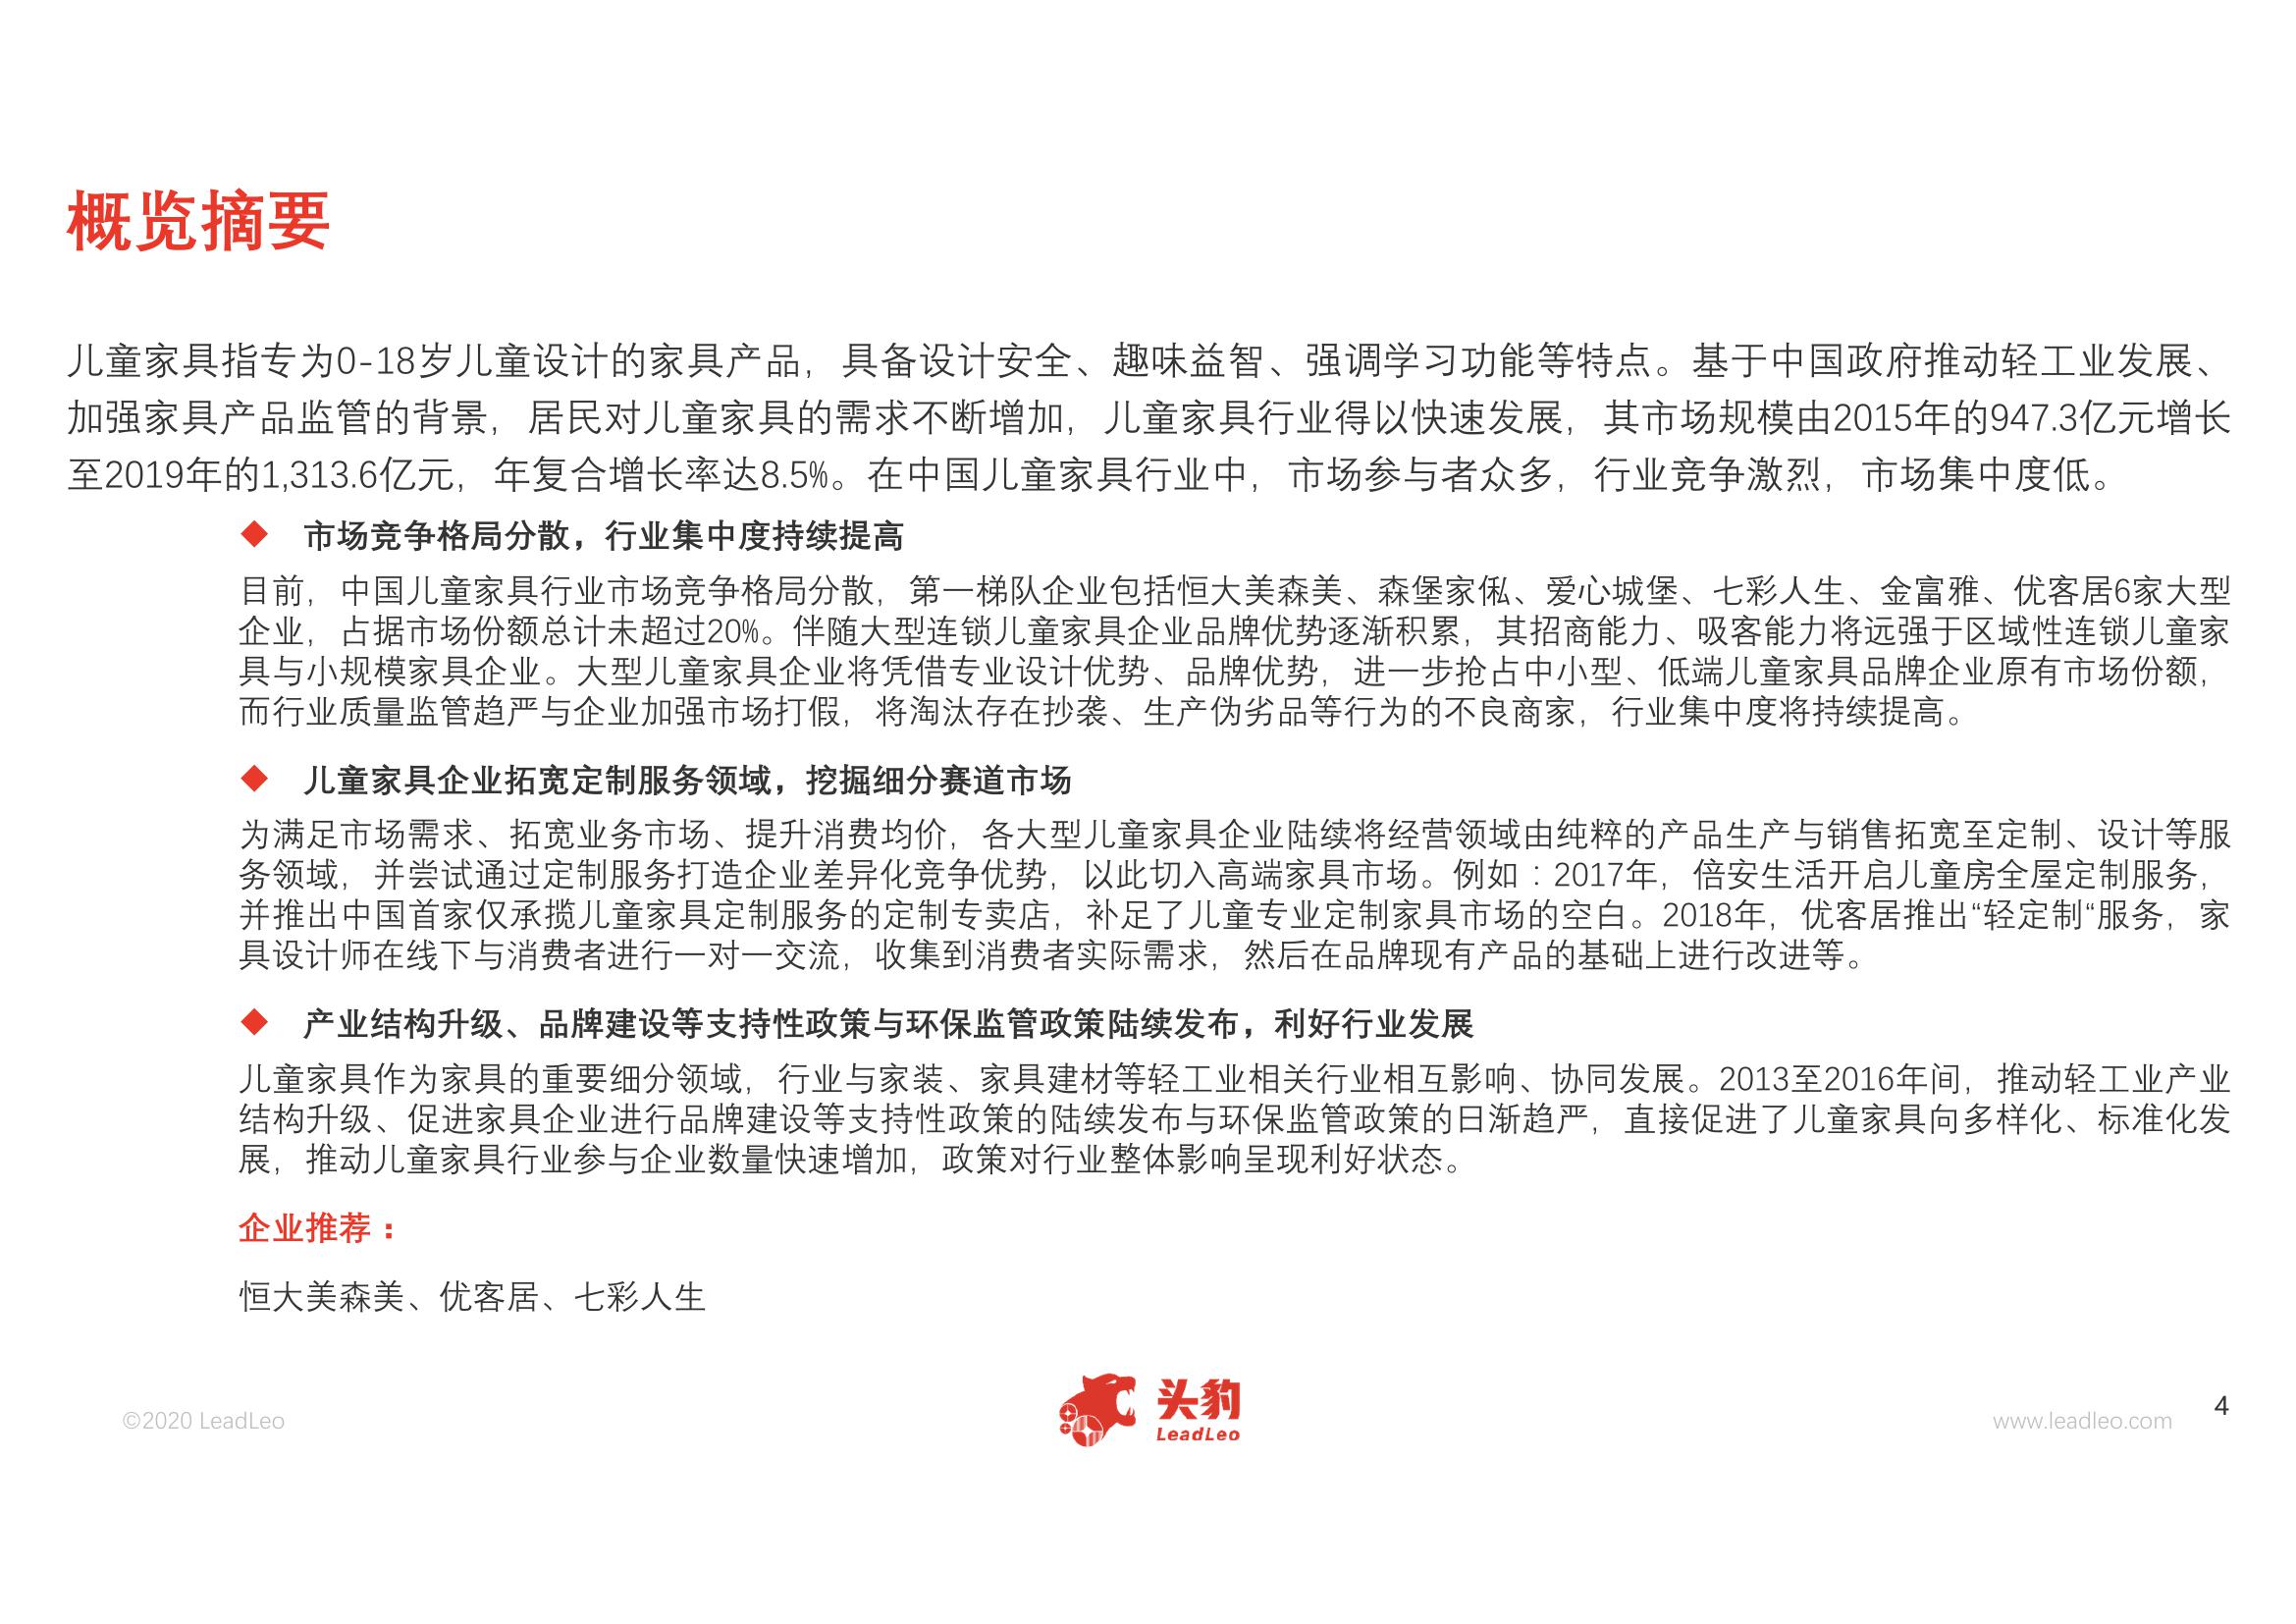 概览摘要
儿童家具指专为0-18岁儿童设计的家具产品，具备设计安全、趣味益智、强调学习功能等特点。基于中国政府推动轻工业发展、
加强家具产品监管的背景，居民对儿童家具的需求不断增加，儿童家具行业得以快速发展，其市场规模由2015年的947.3亿元增长
至2019年的1,313.6亿元，年复合增长率达8.5%。在中国儿童家具行业中，市场参与者众多，行业竞争激烈，市场集中度低。
◆ 市场竞争格局分散，行业集中度持续提高
目前，中国儿童家具行业市场竞争格局分散，第一梯队企业包括恒大美森美、森堡家俬、爱心城堡、七彩人生、金富雅、优客居6家大型
企业，占据市场份额总计未超过20%。伴随大型连锁儿童家具企业品牌优势逐渐积累，其招商能力、吸客能力将远强于区域性连锁儿童家
具与小规模家具企业。大型儿童家具企业将凭借专业设计优势、品牌优势，进一步抢占中小型、低端儿童家具品牌企业原有市场份额，
而行业质量监管趋严与企业加强市场打假，将淘汰存在抄袭、生产伪劣品等行为的不良商家，行业集中度将持续提高。
◆ 儿童家具企业拓宽定制服务领域，挖掘细分赛道市场
为满足市场需求、拓宽业务市场、提升消费均价，各大型儿童家具企业陆续将经营领域由纯粹的产品生产与销售拓宽至定制、设计等服
务领域，并尝试通过定制服务打造企业差异化竞争优势，以此切入高端家具市场。例如：2017年，倍安生活开启儿童房全屋定制服务，
并推出中国首家仅承揽儿童家具定制服务的定制专卖店，补足了儿童专业定制家具市场的空白。2018年，优客居推出“轻定制“服务，家
具设计师在线下与消费者进行一对一交流，收集到消费者实际需求，然后在品牌现有产品的基础上进行改进等。
◆ 产业结构升级、品牌建设等支持性政策与环保监管政策陆续发布，利好行业发展
儿童家具作为家具的重要细分领域，行业与家装、家具建材等轻工业相关行业相互影响、协同发展。2013至2016年间，推动轻工业产业
结构升级、促进家具企业进行品牌建设等支持性政策的陆续发布与环保监管政策的日渐趋严，直接促进了儿童家具向多样化、标准化发
展，推动儿童家具行业参与企业数量快速增加，政策对行业整体影响呈现利好状态。
企业推荐：
恒大美森美、优客居、七彩人生
©2020 LeadLeo
头豹
LeadLeo
www.leadleo.com
4